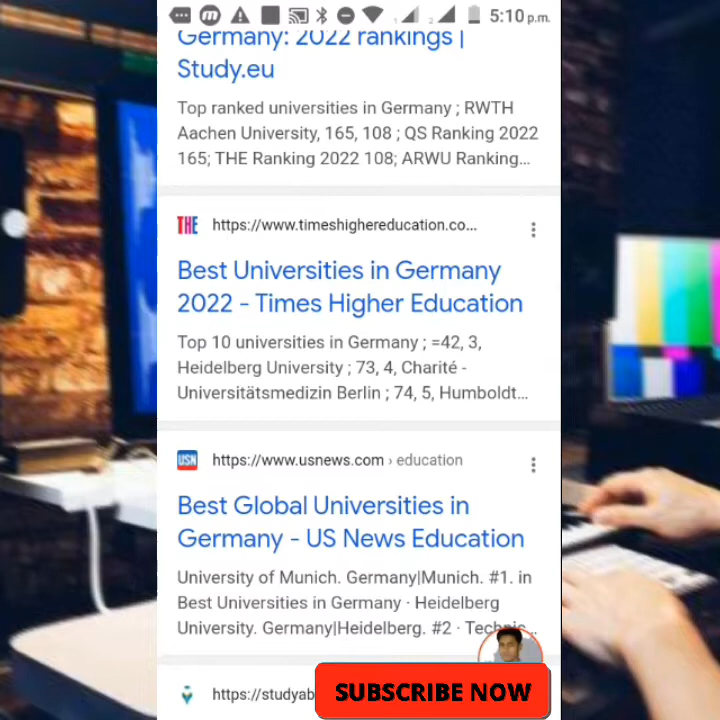 5:10 p.m.
Germany: 2022 rankings |
Study.eu
Top ranked universities in Germany ; RWTH
Aachen University, 165, 108 ; QS Ranking 2022
165; THE Ranking 2022 108; ARWU Ranking...
THE
https://www.timeshighereducation.co...
Best Universities in Germany
2022 - Times Higher Education
Top 10 universities in Germany ; =42, 3,
Heidelberg University ; 73, 4, Charité -
Universitätsmedizin Berlin ; 74, 5, Humboldt...
USN
https://www.usnews.com › education
Best Global Universities in
Germany - US News Education
University of Munich. Germany|Munich. #1. in
Best Universities in Germany · Heidelberg
University. Germany|Heidelberg. #2 ·
https://studyab
SUBSCRIBE NOW